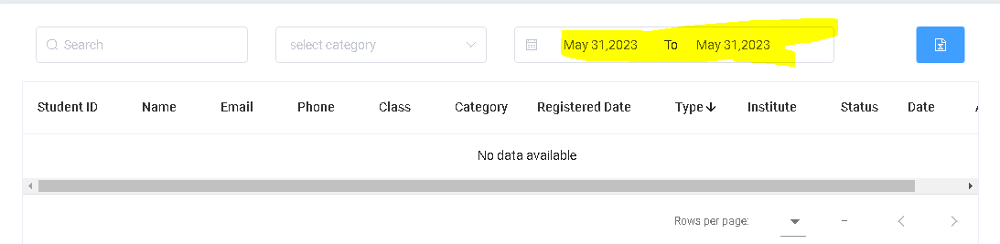 Search select category May 31,2023 To May 31,2023
Student ID Name Email Phone Class Category Registered Date Type Institute Status Date
No data available
Rows per page: –